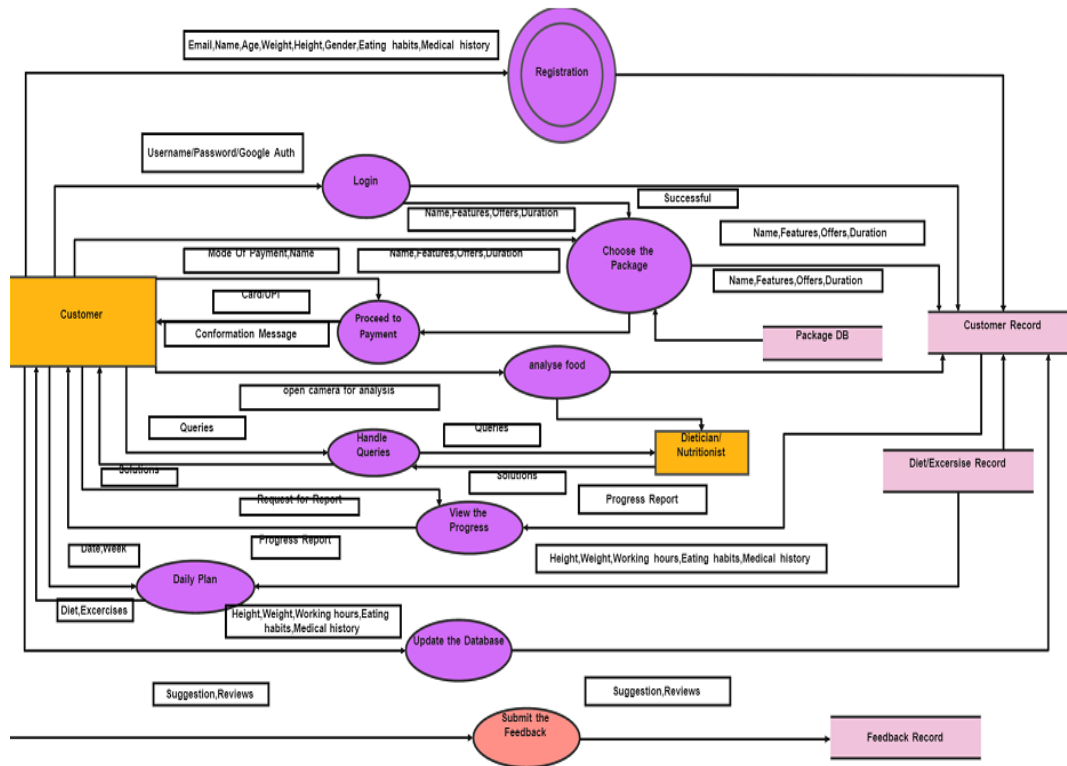 Email,Name,Age,Weight,Height,Gender,Eating habits,Medical history
Registration
Username/Password/Google Auth
Login
Successful
Name,Features,Offers,Duration
Name,Features,Offers,Duration
Choose the
Package
Mode Of Payment,Name
Name,Features,Offers,Duration
Name,Features,Offers,Duration
Card/UPI
Customer
Proceed to
Payment
Customer Record
Conformation Message
Package DB
analyse food
open camera for analysis
Queries
Queries
Handle
Queries
Dietician/
Nutritionist
Diet/Excersise Record
Solutions
Solutions
Request for Report
Progress Report
View the
Progress
Progress Report
Date,Week
Height,Weight,Working hours,Eating habits,Medical history
Daily Plan
Diet,Excercises
Height,Weight,Working hours,Eating
habits,Medical history
Update the Database
Suggestion,Reviews
Suggestion,Reviews
Submit the
Feedback
Feedback Record